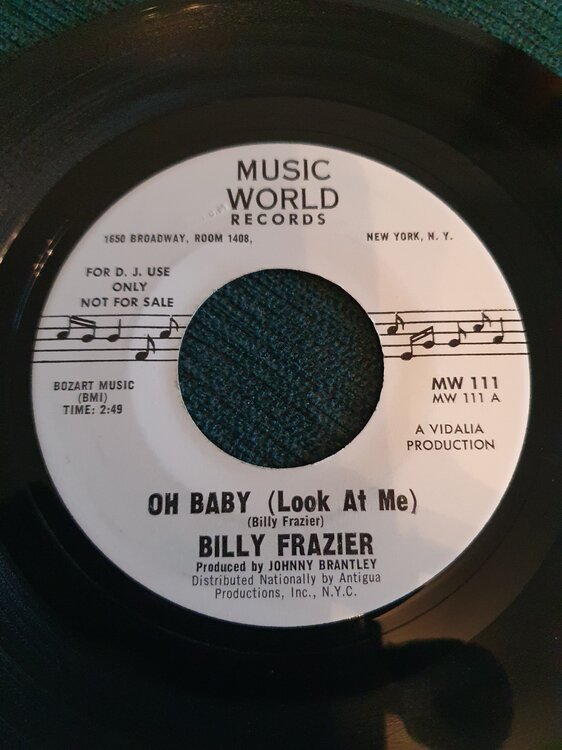 MUSIC
WORLD
RECORDS
1650 BROADWAY, ROOM 1408,
NEW YORK, N. Y.
FOR D. J. USE
ONLY
NOT FOR SALE
BOZART MUSIC
(BMI)
TIME: 2:49
MW 111
MW 111 A
A VIDALIA
PRODUCTION
OH BABY (Look At Me)
(Billy Frazier)
BILLY FRAZIER
Produced by JOHNNY BRANTLEY
Distributed Nationally by Antigua
Productions, Inc., N.Y.C.